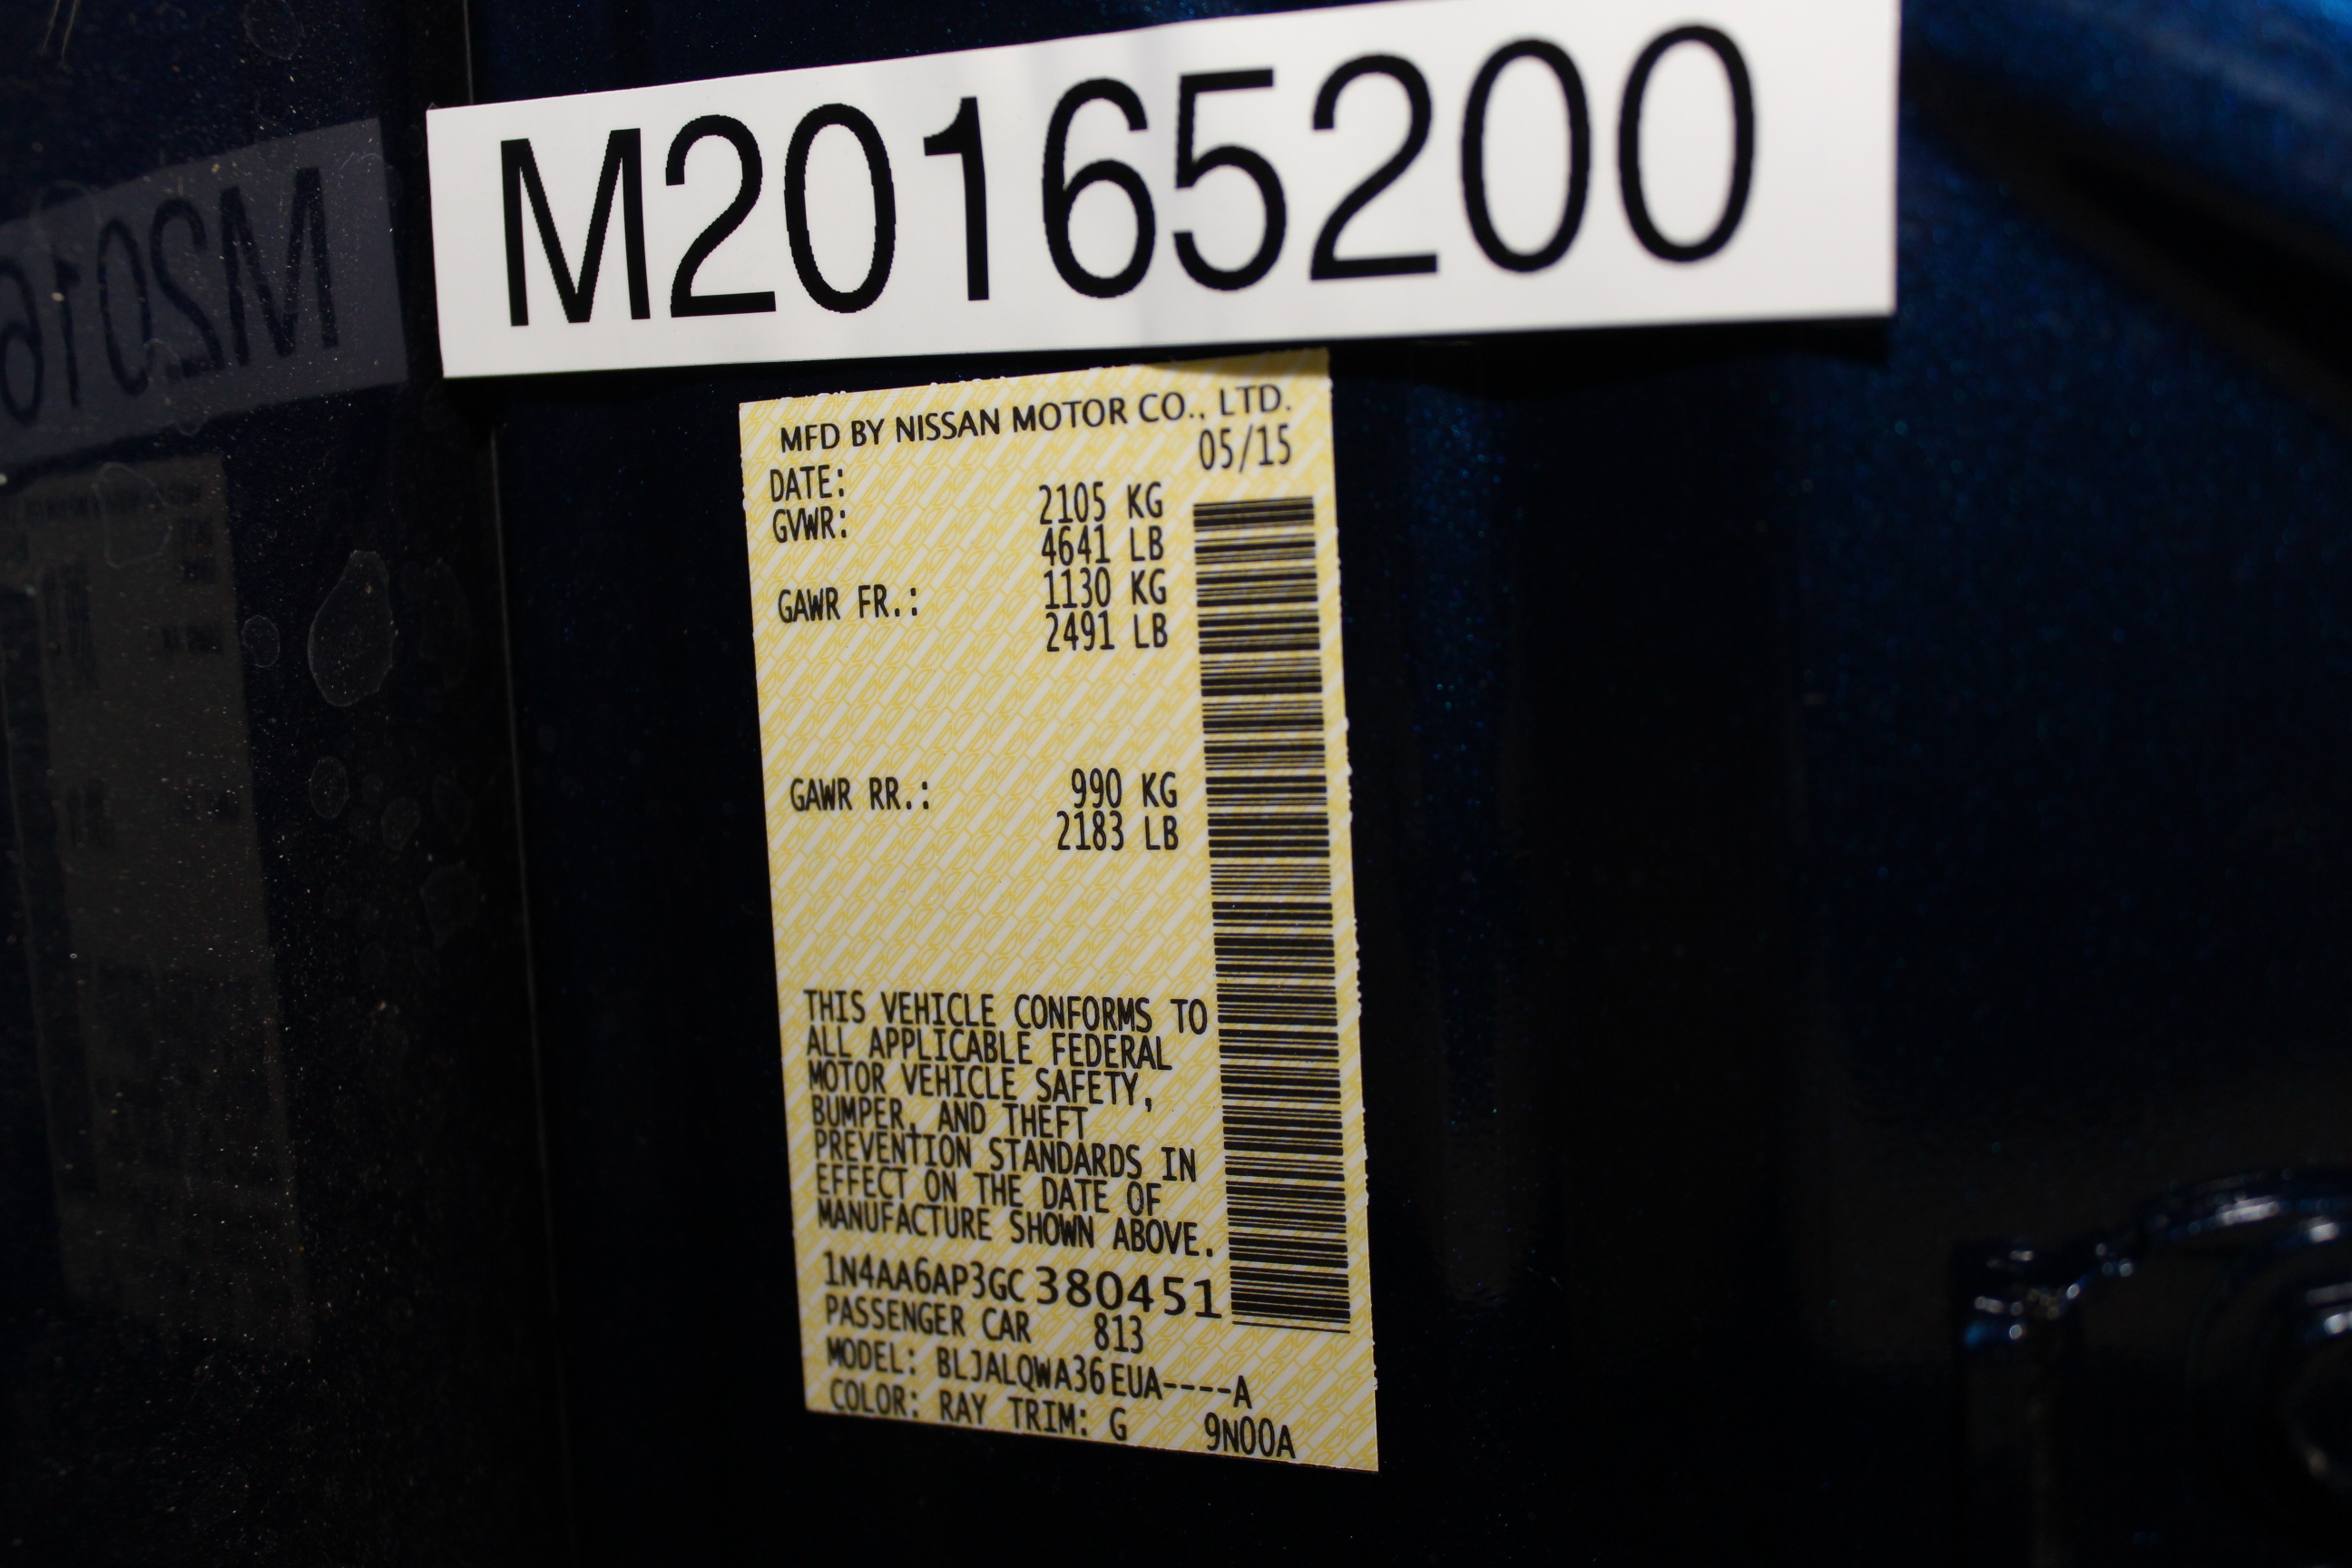 M20165200
MFD BY NISSAN MOTOR CO., LTD.
DATE: 05/15
GVWR: 2105 KG
4641 LB
GAWR FR.: 1130 KG
2491 LB
GAWR RR.: 990 KG
2183 LB
THIS VEHICLE CONFORMS TO
ALL APPLICABLE FEDERAL
MOTOR VEHICLE SAFETY,
BUMPER, AND THEFT
PREVENTION STANDARDS IN
EFFECT ON THE DATE OF
MANUFACTURE SHOWN ABOVE.
1N4AA6AP3GC380451
PASSENGER CAR 813
MODEL: BLJALQWA36EUA----A
COLOR: RAY TRIM: G 9N00A